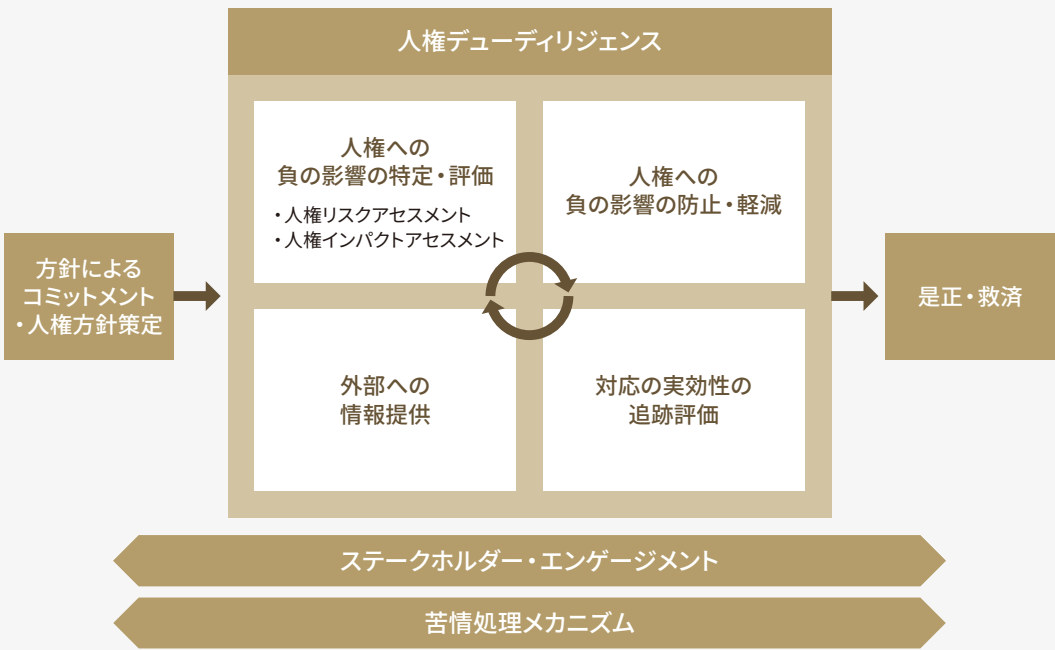 人権デューディリジェンス
人権への
負の影響の特定・評価
・人権リスクアセスメント
・人権インパクトアセスメント
人権への
負の影響の防止・軽減
方針による
コミットメント
・人権方針策定
是正・救済
外部への
情報提供
対応の実効性の
追跡評価
ステークホルダー・エンゲージメント
苦情処理メカニズム